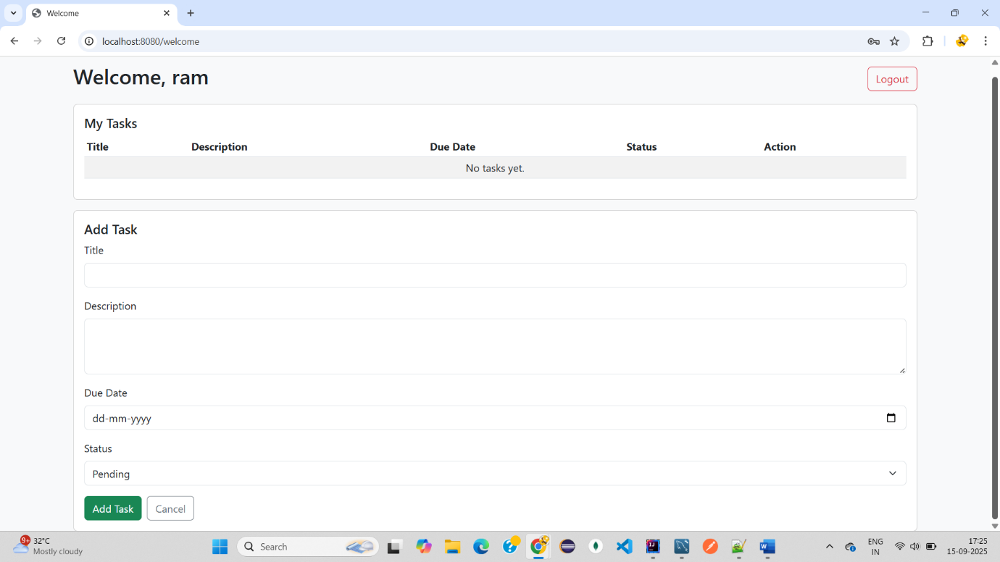 Welcome
localhost:8080/welcome
Welcome, ram
Logout
My Tasks
Title Description Due Date Status Action
No tasks yet.
Add Task
Title
Description
Due Date
dd-mm-yyyy
Status
Pending
Add Task Cancel
9+
32°C
Mostly cloudy
Search
IJ
ENG
IN
17:25
15-09-2025